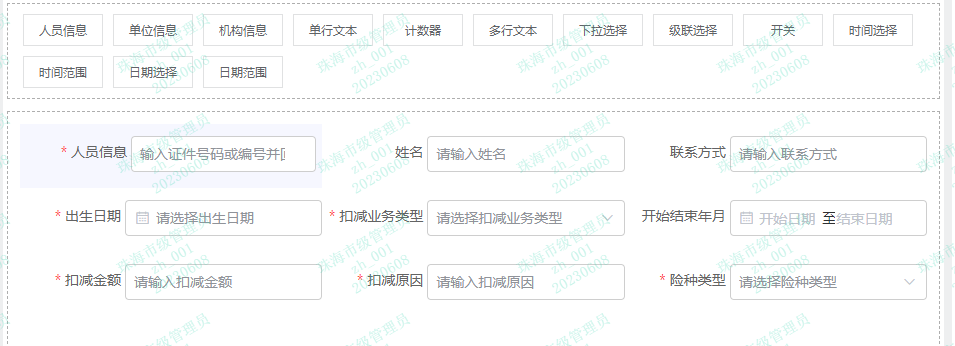 人员信息 单位信息 机构信息 单行文本 计数器 多行文本 下拉选择 级联选择 开关 时间选择
时间范围 日期选择 日期范围
* 人员信息 输入证件号码或编号并 姓名 请输入姓名 联系方式 请输入联系方式
* 出生日期 请选择出生日期 * 扣减业务类型 请选择扣减业务类型 开始结束年月 开始日期 至结束日期
* 扣减金额 请输入扣减金额 * 扣减原因 请输入扣减原因 * 险种类型 请选择险种类型
珠海市级管理员
zh_001
20230608